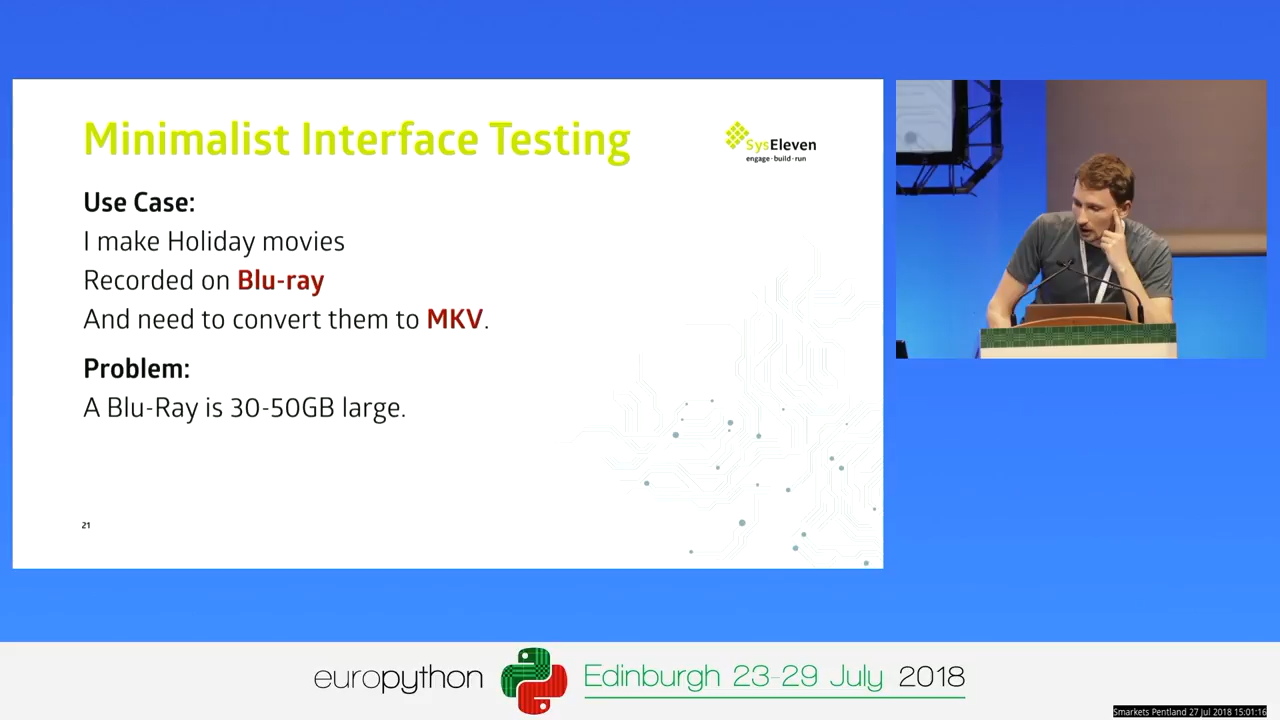 Minimalist Interface Testing
SysEleven
engage·build·run
Use Case:
I make Holiday movies
Recorded on Blu-ray
And need to convert them to MKV.
Problem:
A Blu-Ray is 30-50GB large.
21
europython
Edinburgh 23-29 July 2018
Smarkets Pentland 27 Jul 2018 15:01:16